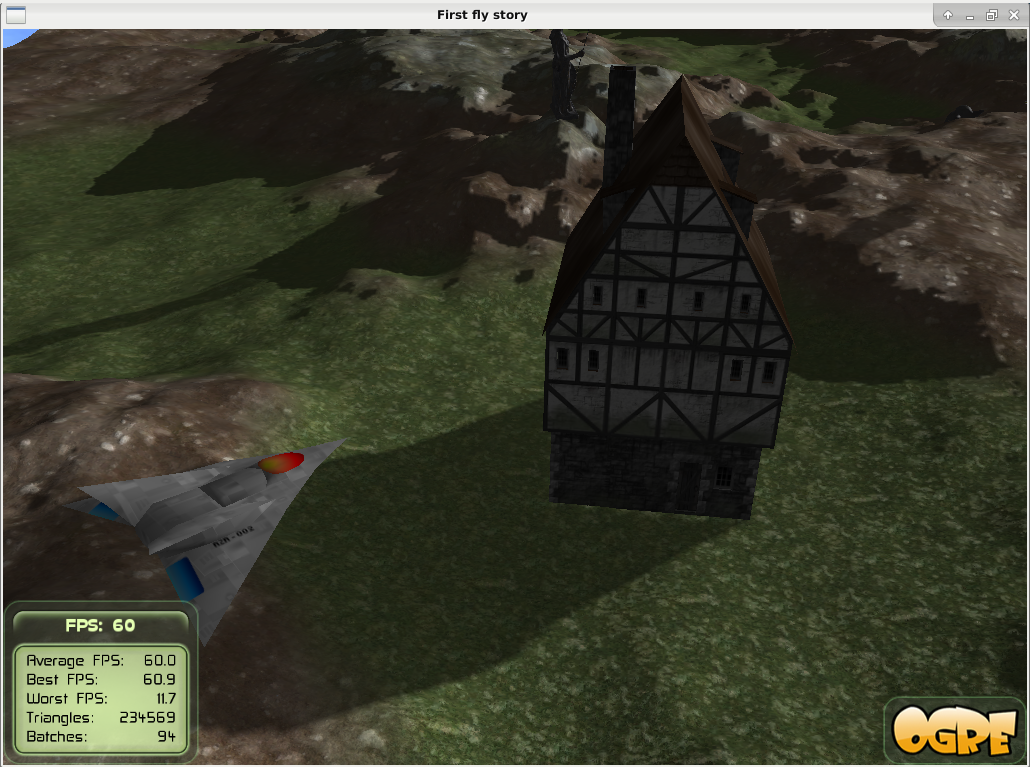 First fly story
FPS: 60
Average FPS: 60.0
Best FPS: 60.9
Worst FPS: 11.7
Triangles: 234569
Batches: 94
OGRE